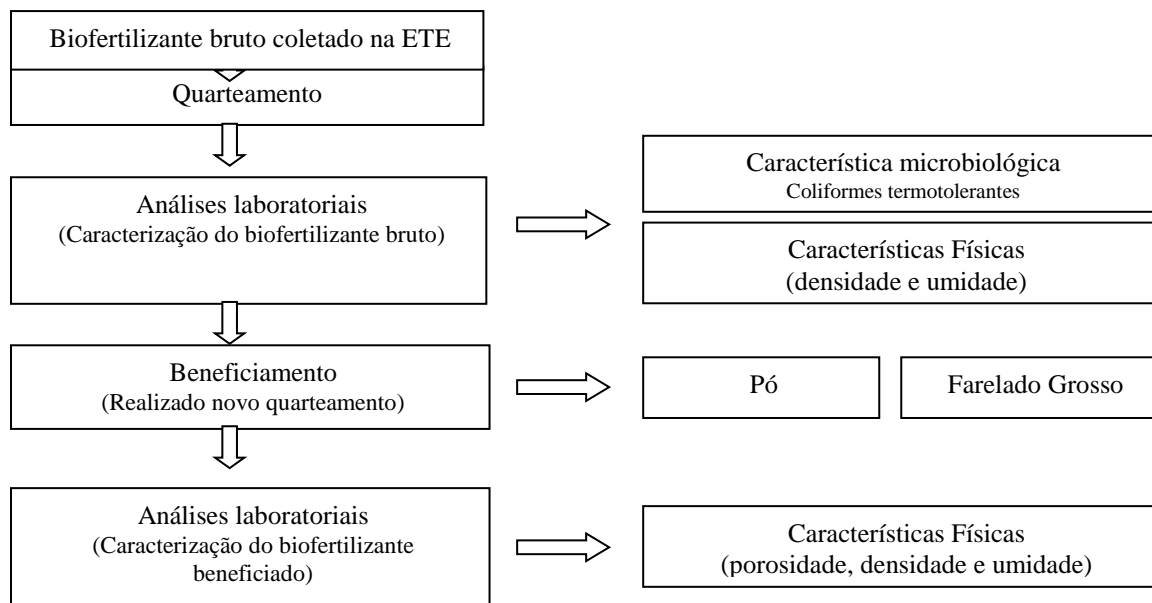 Biofertilizante bruto coletado na ETE
Quarteamento
Análises laboratoriais
(Caracterização do biofertilizante bruto)
Característica microbiológica
Coliformes termotolerantes
Características Físicas
(densidade e umidade)
Beneficiamento
(Realizado novo quarteamento)
Pó
Farelado Grosso
Análises laboratoriais
(Caracterização do biofertilizante
beneficiado)
Características Físicas
(porosidade, densidade e umidade)